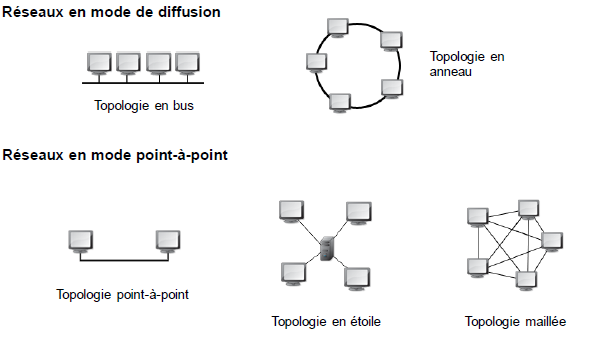 Réseaux en mode de diffusion
Topologie en
anneau
Topologie en bus
Réseaux en mode point-à-point
Topologie point-à-point
Topologie en étoile
Topologie maillée